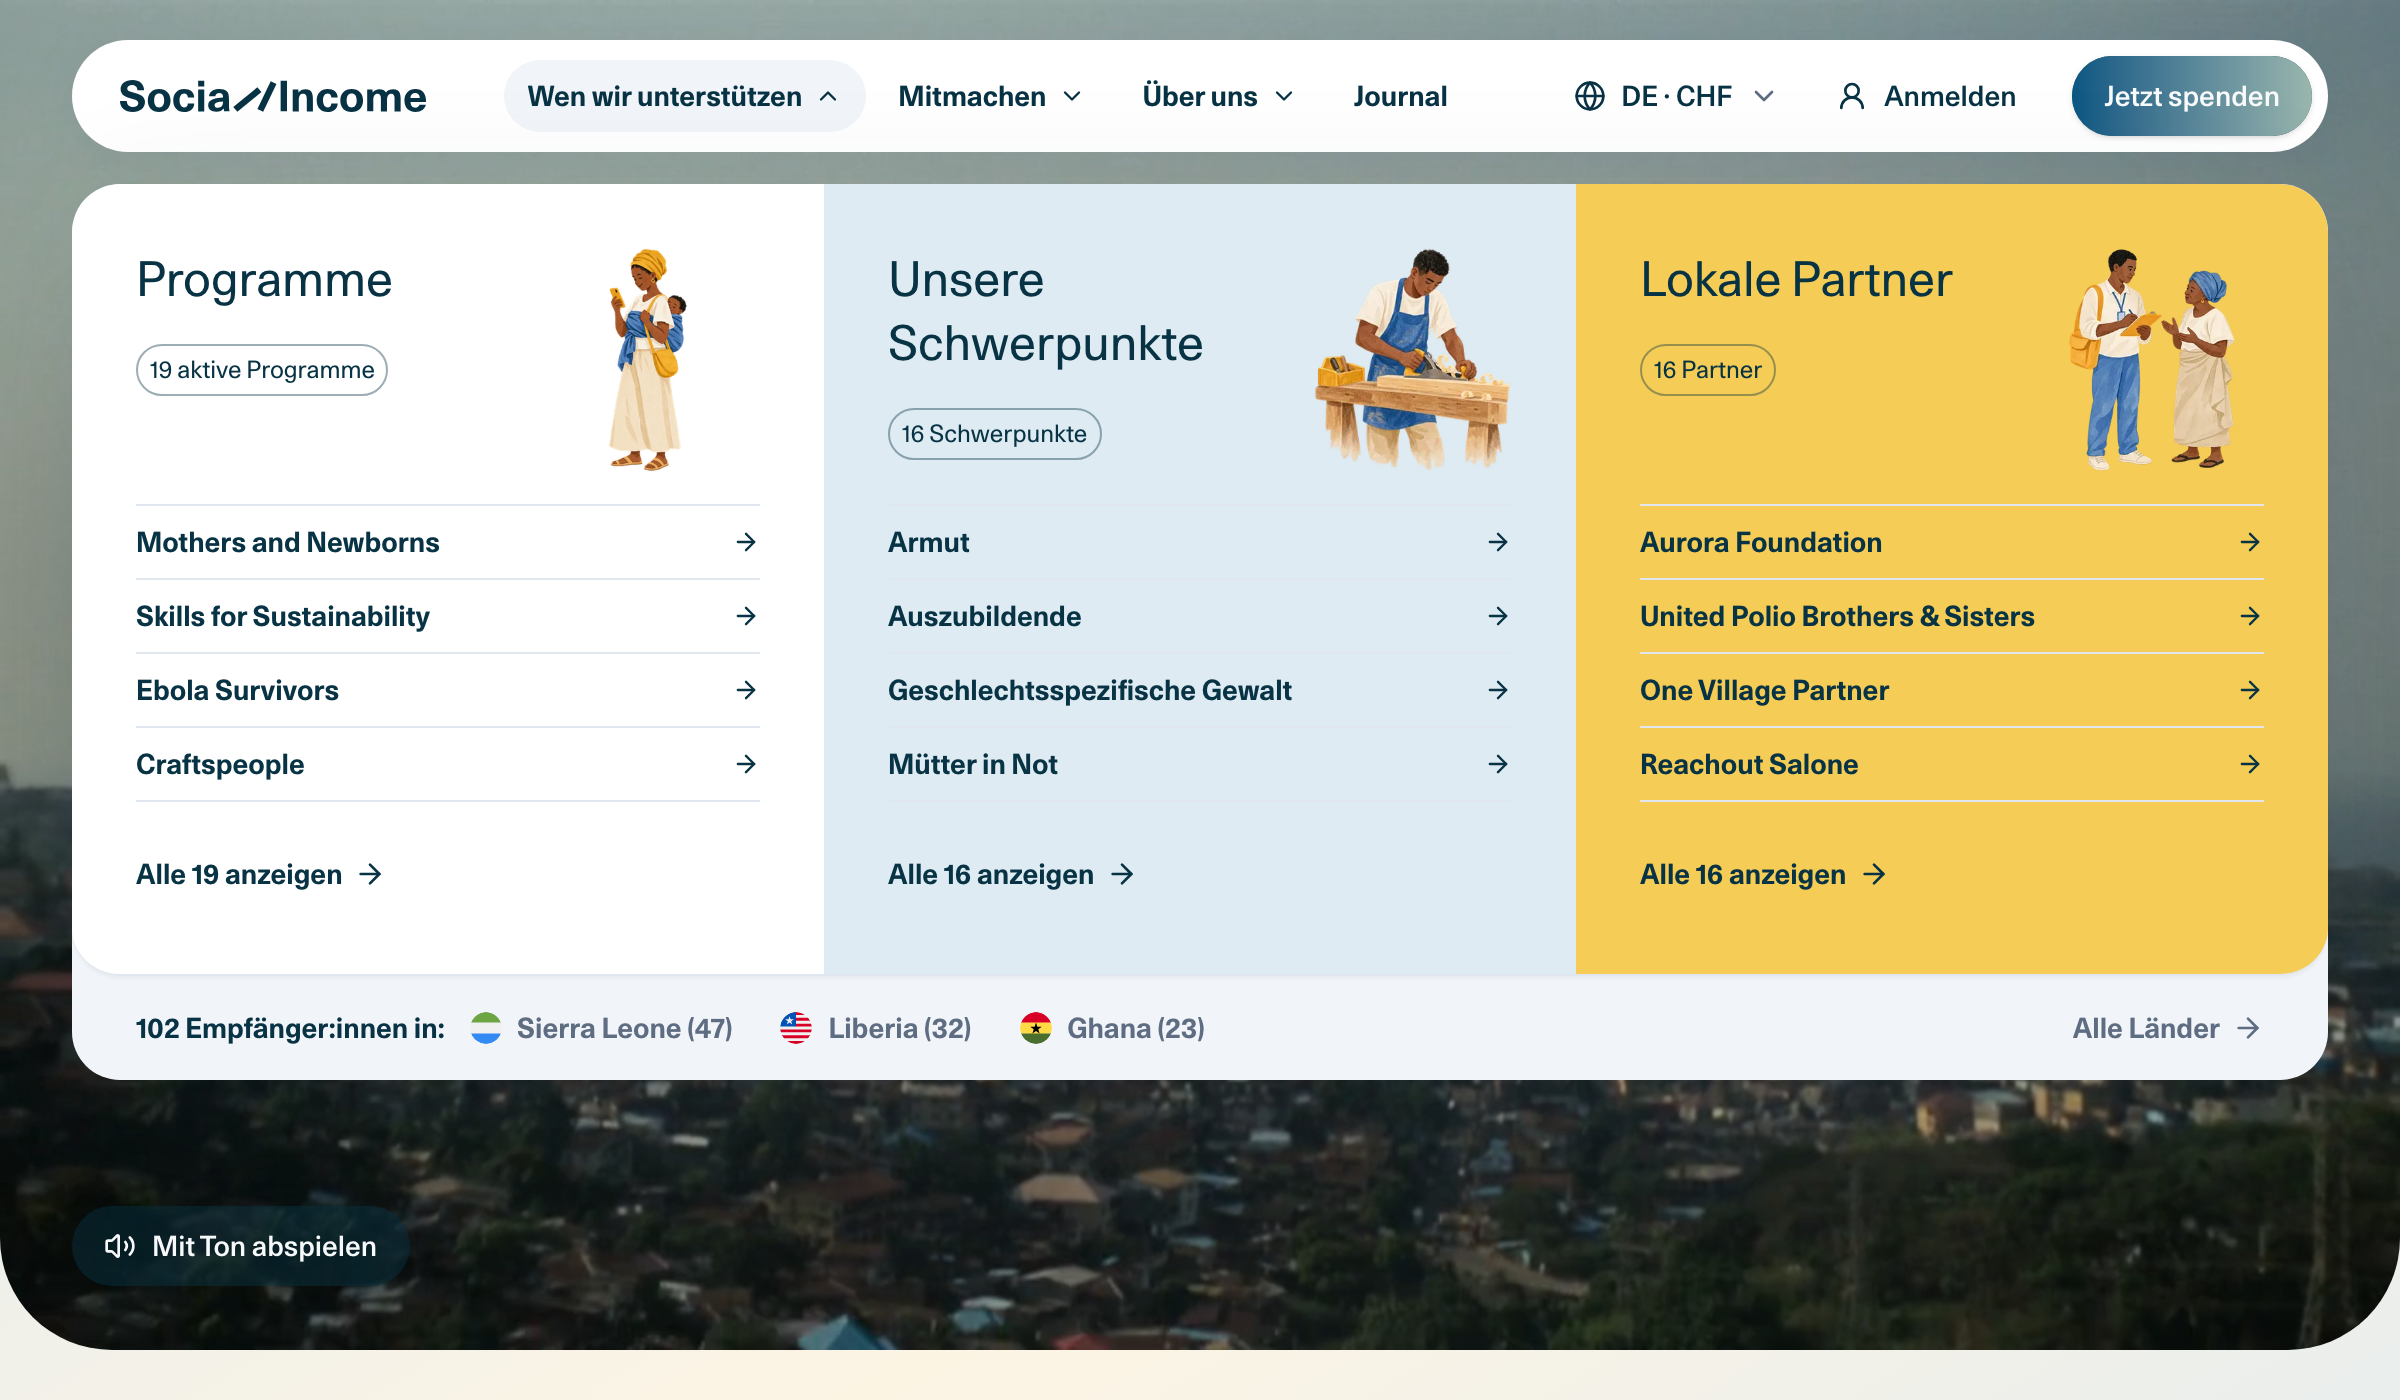 Social Income
Wen wir unterstützen
Mitmachen
Über uns
Journal
DE · CHF
Anmelden
Jetzt spenden
Programme
19 aktive Programme
Mothers and Newborns
Skills for Sustainability
Ebola Survivors
Craftspeople
Alle 19 anzeigen
Unsere
Schwerpunkte
16 Schwerpunkte
Armut
Auszubildende
Geschlechtsspezifische Gewalt
Mütter in Not
Alle 16 anzeigen
Lokale Partner
16 Partner
Aurora Foundation
United Polio Brothers & Sisters
One Village Partner
Reachout Salone
Alle 16 anzeigen
102 Empfänger:innen in:
Sierra Leone (47)
Liberia (32)
Ghana (23)
Alle Länder
Mit Ton abspielen